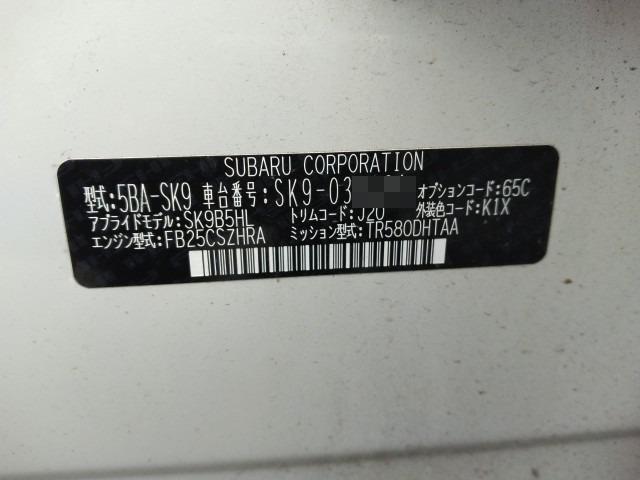 SUBARU CORPORATION
型式:5BA-SK9 車台番号:SK9-03 オプションコード:65C
アプライドモデル:SK9B5HL トリムコード:J20 外装色コード:K1X
エンジン型式:FB25CSZHRA ミッション型式:TR580DHTAA